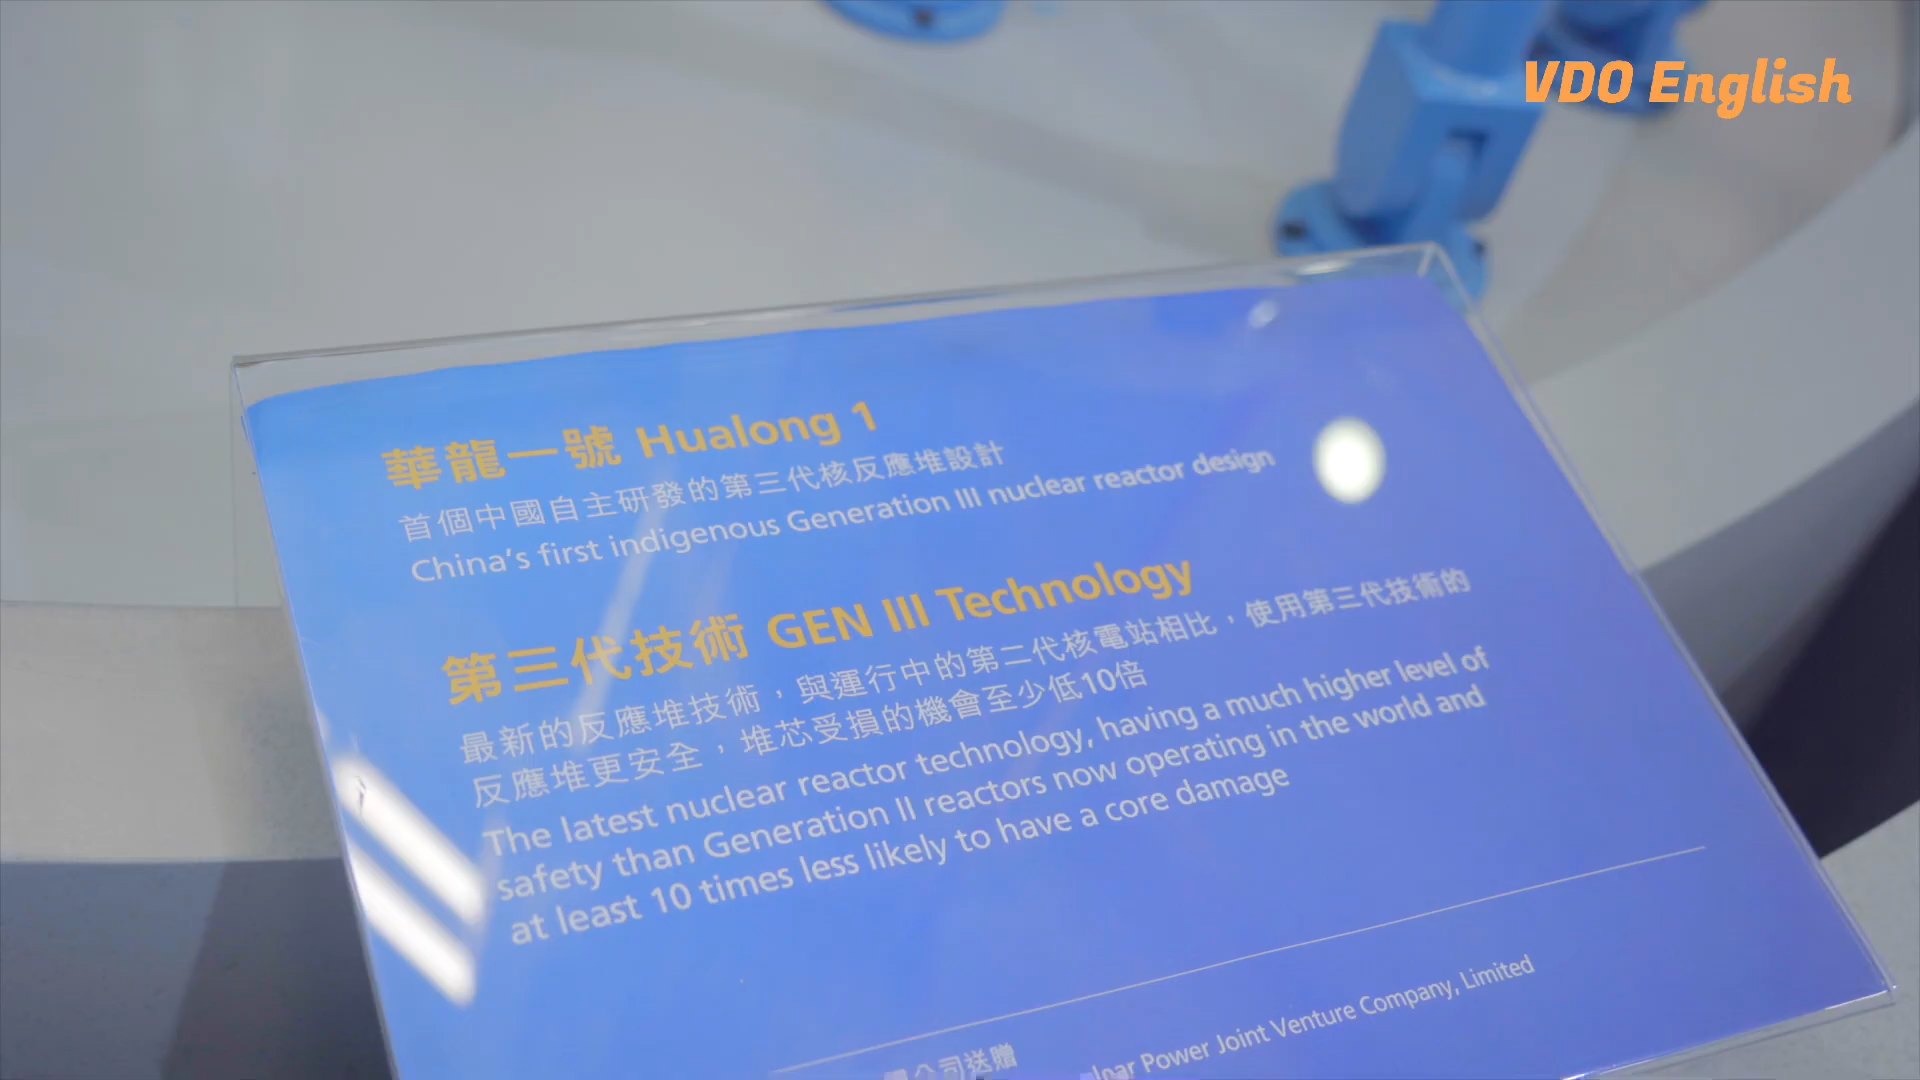 VDO English
華龍一號 Hualong 1
首個中國自主研發的第三代核反應堆設計
China's first indigenous Generation III nuclear reactor design
第三代技術 GEN III Technology
最新的反應堆技術，與運行中的第二代核電站相比，使用第三代技術的
反應堆更安全，堆芯受損的機會至少低10倍
The latest nuclear reactor technology, having a much higher level of
safety than Generation II reactors now operating in the world and
at least 10 times less likely to have a core damage
公司送贈
Power Joint Venture Company, Limited